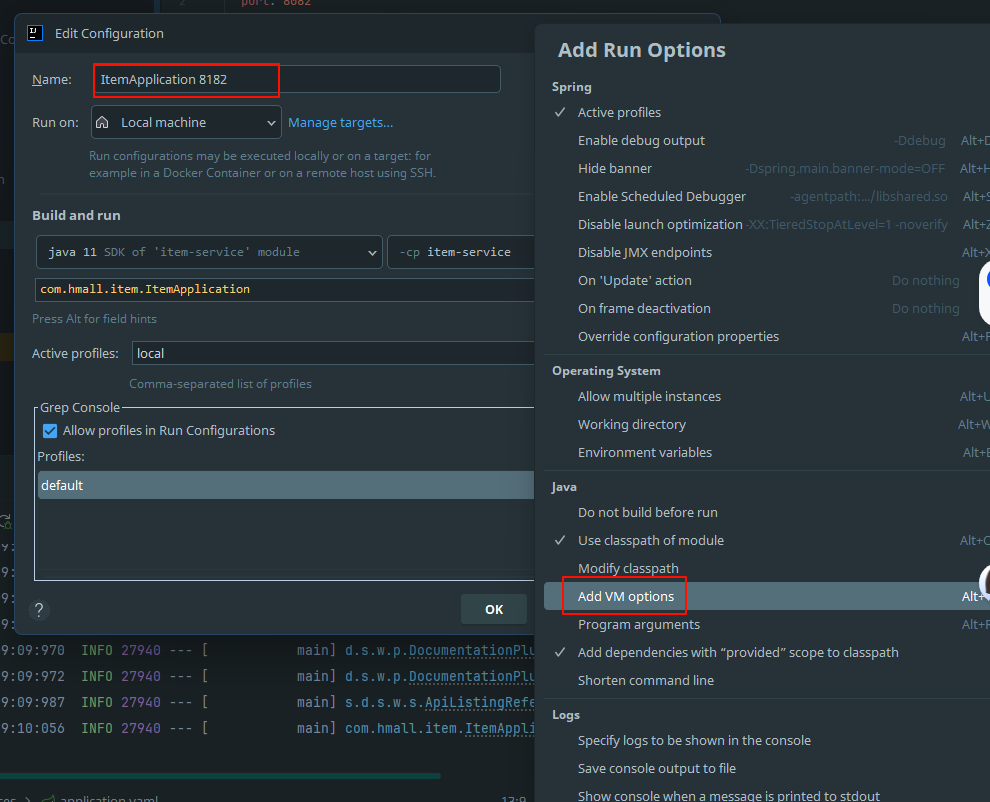 port: 8082
Edit Configuration
Name: ItemApplication 8182
Run on: Local machine Manage targets...
Run configurations may be executed locally or on a target: for
example in a Docker Container or on a remote host using SSH.
Build and run
java 11 SDK of 'item-service' module -cp item-service
com.hmall.item.ItemApplication
Press Alt for field hints
Active profiles: local
Comma-separated list of profiles
Grep Console
Allow profiles in Run Configurations
Profiles:
default
? OK
9:09:970 INFO 27940 --- [ main] d.s.w.p.DocumentationPlu
9:09:972 INFO 27940 --- [ main] d.s.w.p.DocumentationPlu
9:09:987 INFO 27940 --- [ main] s.d.s.w.s.ApiListingRefe
9:10:056 INFO 27940 --- [ main] com.hmall.item.ItemAppli
application.yaml 13:9
Add Run Options
Spring
Active profiles
Enable debug output -Ddebug Alt+D
Hide banner -Dspring.main.banner-mode=OFF Alt+H
Enable Scheduled Debugger -agentpath:.../libshared.so Alt+S
Disable launch optimization -XX:TieredStopAtLevel=1 -noverify Alt+Z
Disable JMX endpoints Alt+X
On 'Update' action Do nothing
On frame deactivation Do nothing
Override configuration properties Alt+P
Operating System
Allow multiple instances Alt+U
Working directory Alt+W
Environment variables Alt+E
Java
Do not build before run
Use classpath of module Alt+O
Modify classpath
Add VM options Alt+
Program arguments Alt+R
Add dependencies with “provided” scope to classpath
Shorten command line
Logs
Specify logs to be shown in the console
Save console output to file
Show console when a message is printed to stdout